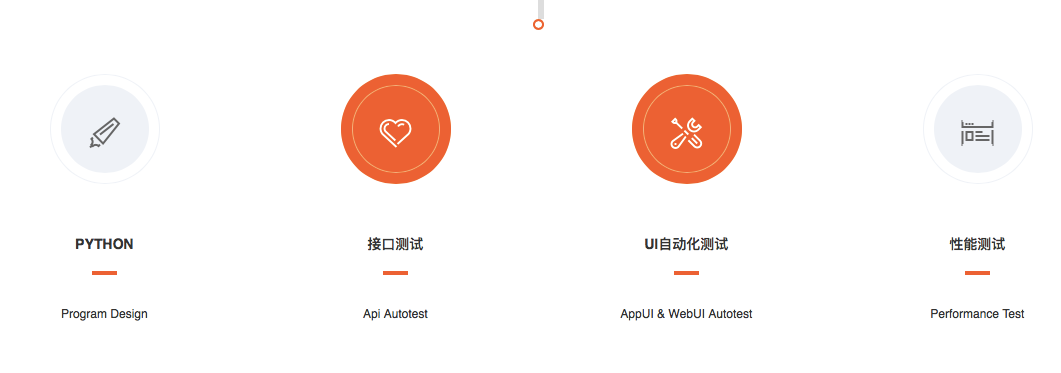 PYTHON
接口测试
UI自动化测试
性能测试
Program Design
Api Autotest
AppUI & WebUI Autotest
Performance Test